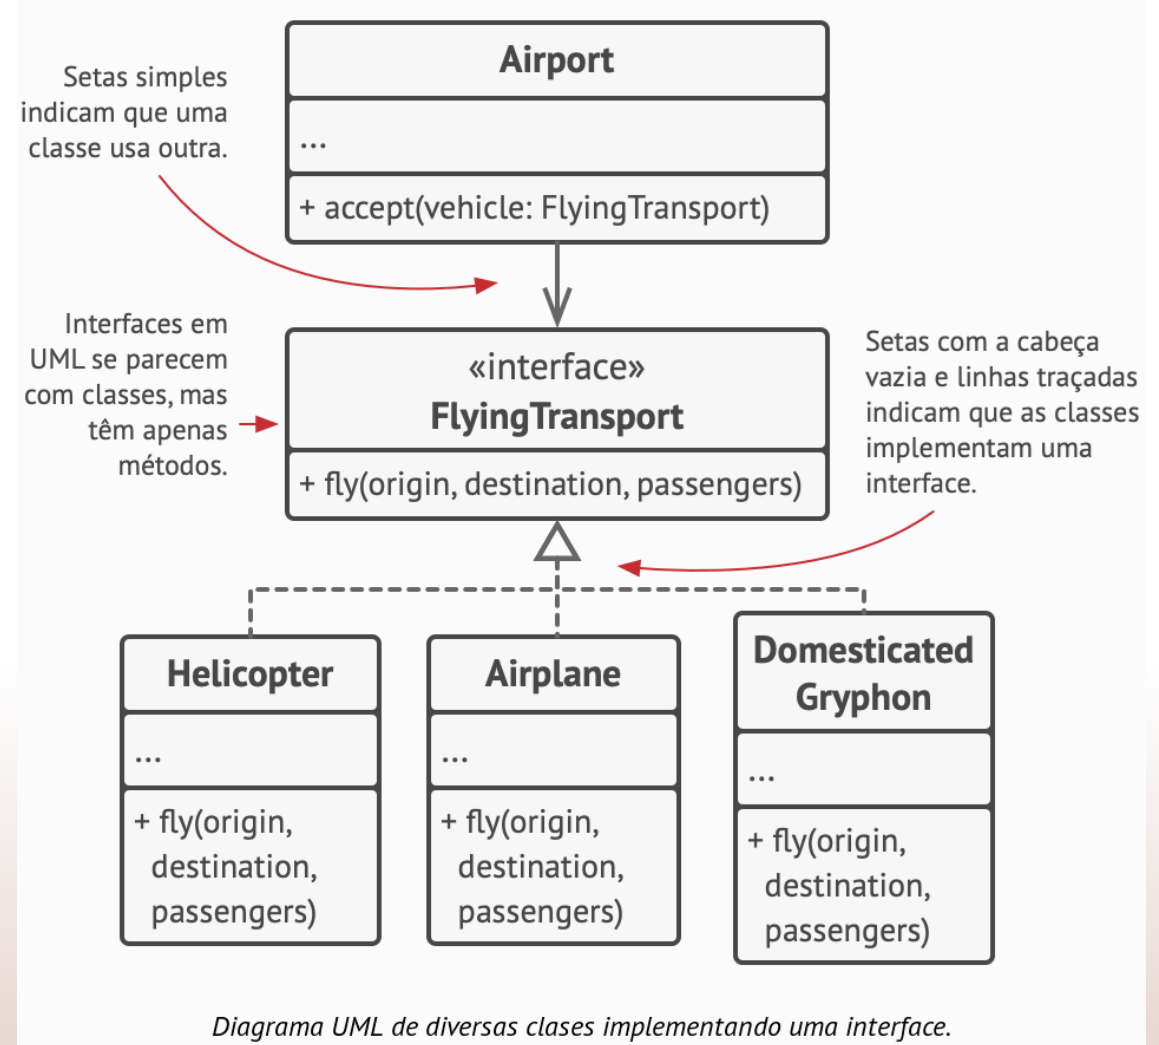 Airport
Setas simples
indicam que uma
classe usa outra.
...
+ accept(vehicle: FlyingTransport)
Interfaces em
UML se parecem
com classes, mas
têm apenas
métodos.
«interface»
FlyingTransport
+ fly(origin, destination, passengers)
Setas com a cabeça
vazia e linhas traçadas
indicam que as classes
implementam uma
interface.
Helicopter
...
+ fly(origin,
destination,
passengers)
Airplane
...
+ fly(origin,
destination,
passengers)
Domesticated
Gryphon
...
+ fly(origin,
destination,
passengers)
Diagrama UML de diversas clases implementando uma interface.